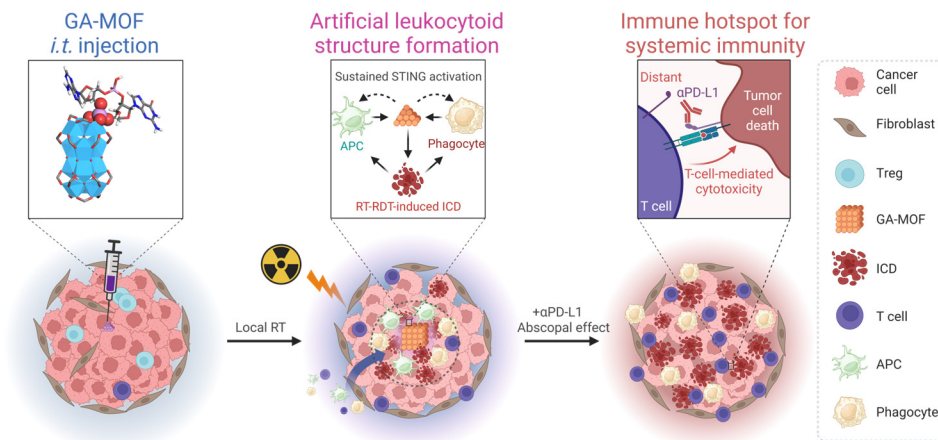 GA-MOF
i.t. injection
Artificial leukocytoid
structure formation
Immune hotspot for
systemic immunity
Sustained STING activation
APC
Phagocyte
RT-RDT-induced ICD
Distant
αPD-L1
Tumor
cell
death
T-cell-mediated
cytotoxicity
T cell
Local RT
+αPD-L1
Abscopal effect
Cancer
cell
Fibroblast
Treg
GA-MOF
ICD
T cell
APC
Phagocyte